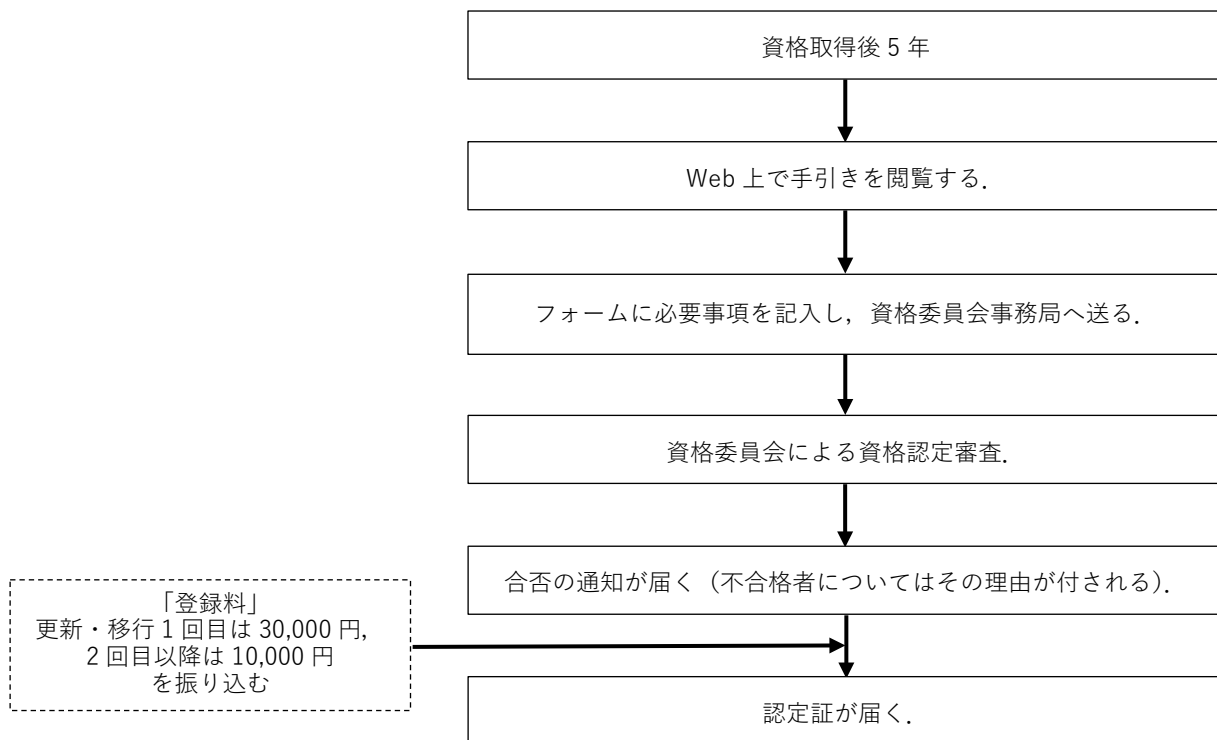 資格取得後 5 年
Web 上で手引きを閲覧する．
フォームに必要事項を記入し，資格委員会事務局へ送る．
資格委員会による資格認定審査．
合否の通知が届く（不合格者についてはその理由が付される）．
「登録料」
更新・移行 1 回目は 30,000 円，
2 回目以降は 10,000 円
を振り込む
認定証が届く．